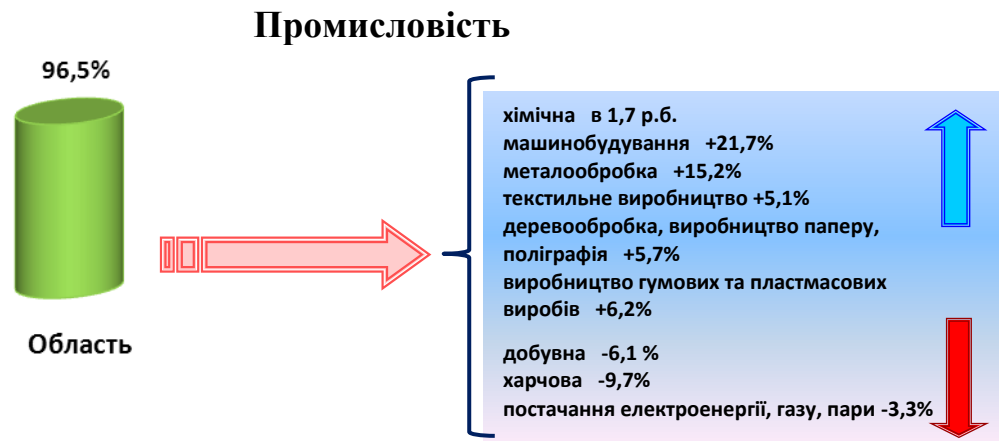 Промисловість
96,5%
Область
хімічна в 1,7 р.б.
машинобудування +21,7%
металообробка +15,2%
текстильне виробництво +5,1%
деревообробка, виробництво паперу,
поліграфія +5,7%
виробництво гумових та пластмасових
виробів +6,2%
добувна -6,1 %
харчова -9,7%
постачання електроенергії, газу, пари -3,3%